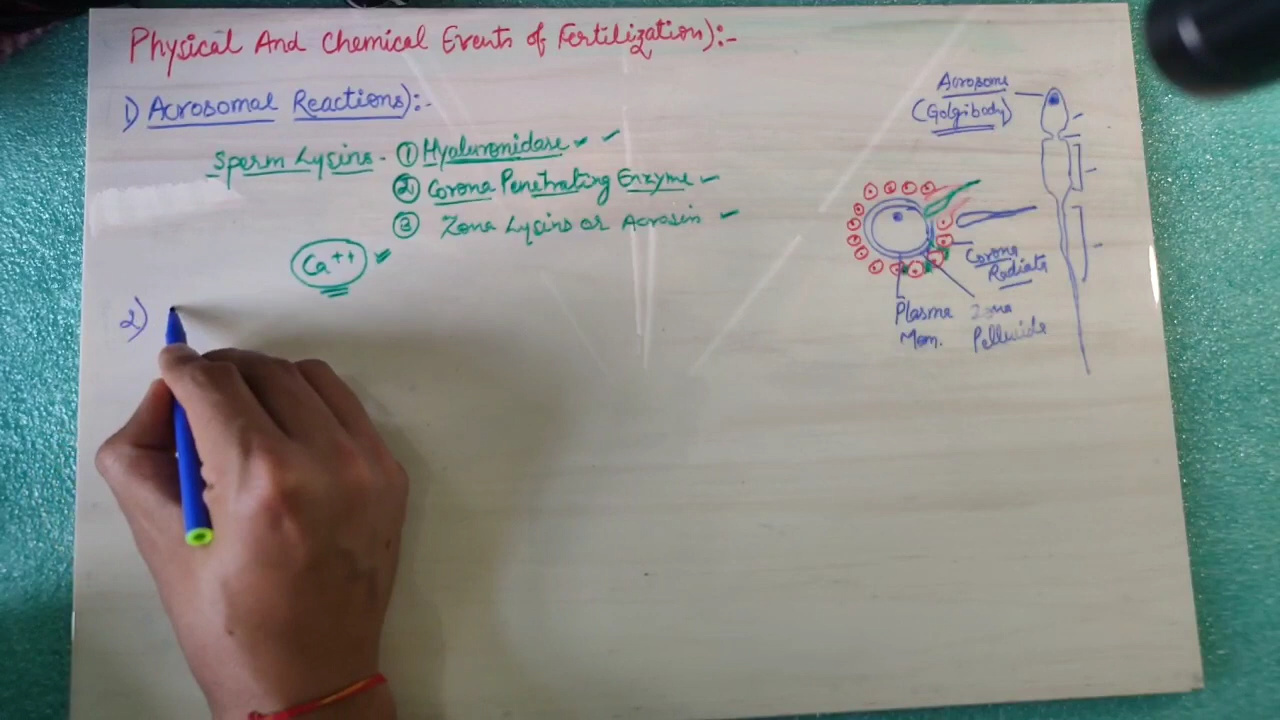 Physical And Chemical Events of Fertilization):-
1) Acrosomal Reactions):-
Sperm Lysins - ① Hyaluronidase
② Corona Penetrating Enzyme
③ Zona Lysins or Acrosin
Ca++
2)
Acrosome
(Golgibody)
Corona
Radiata
Plasma
Mem.
Zona
Pellucida